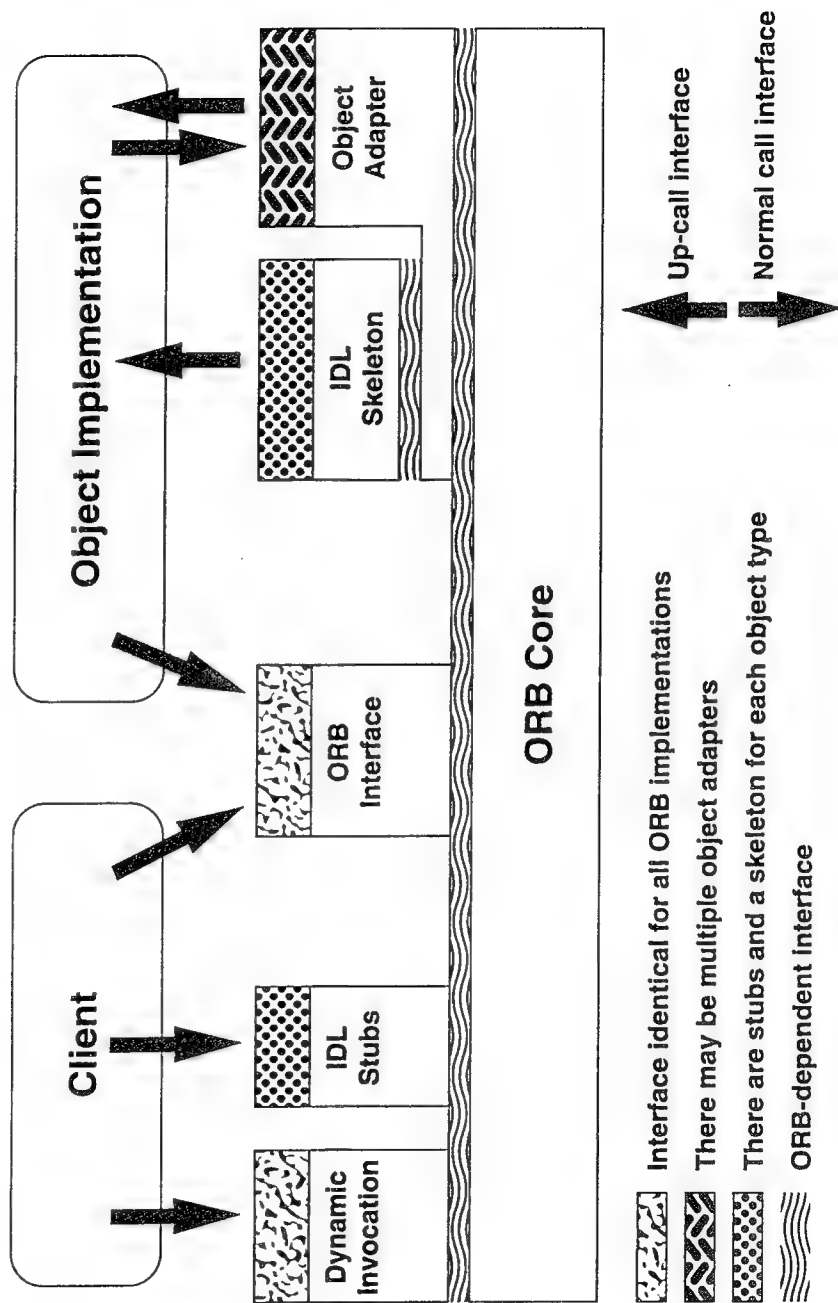 Client
Object Implementation
Dynamic
Invocation
IDL
Stubs
ORB
Interface
IDL
Skeleton
Object
Adapter
ORB Core
Interface identical for all ORB implementations
There may be multiple object adapters
There are stubs and a skeleton for each object type
ORB-dependent interface
Up-call interface
Normal call interface